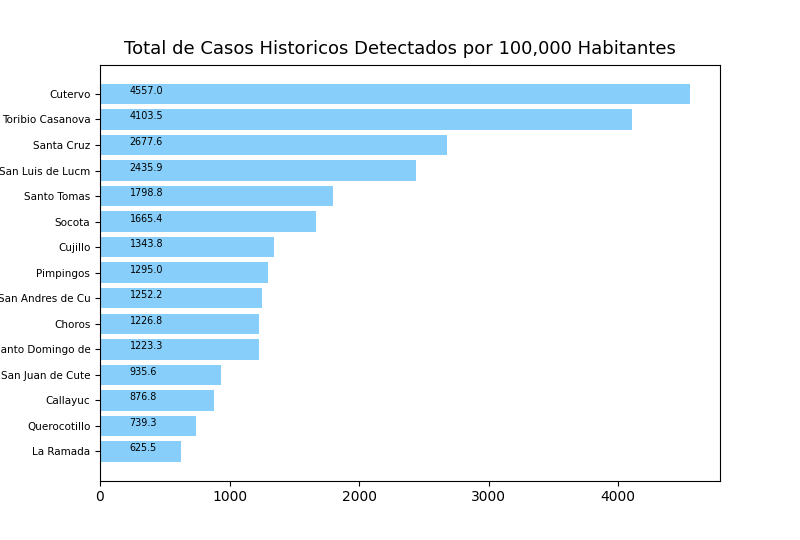 Total de Casos Historicos Detectados por 100,000 Habitantes
Cutervo 4557.0
Toribio Casanova 4103.5
Santa Cruz 2677.6
San Luis de Lucm 2435.9
Santo Tomas 1798.8
Socota 1665.4
Cujillo 1343.8
Pimpingos 1295.0
San Andres de Cu 1252.2
Choros 1226.8
anto Domingo de 1223.3
San Juan de Cute 935.6
Callayuc 876.8
Querocotillo 739.3
La Ramada 625.5
0 1000 2000 3000 4000